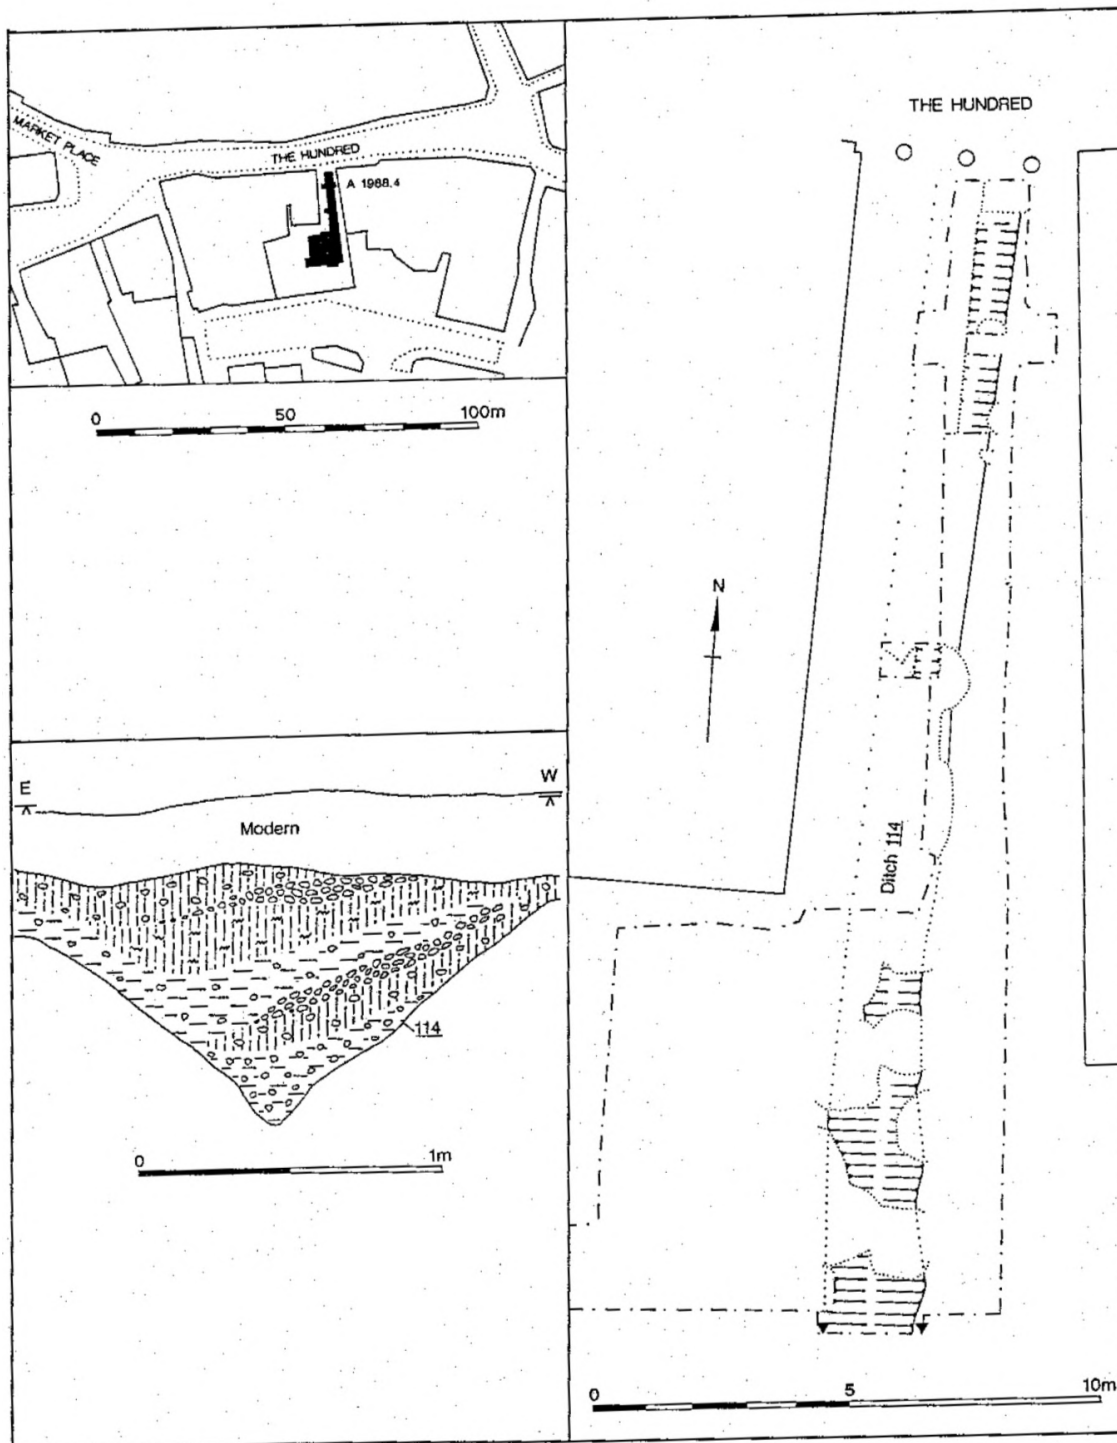 MARKET PLACE
THE HUNDRED
A 1988.4
0 50 100m
E W
Modern
114
0 1m
THE HUNDRED
N
Ditch 114
0 5 10m